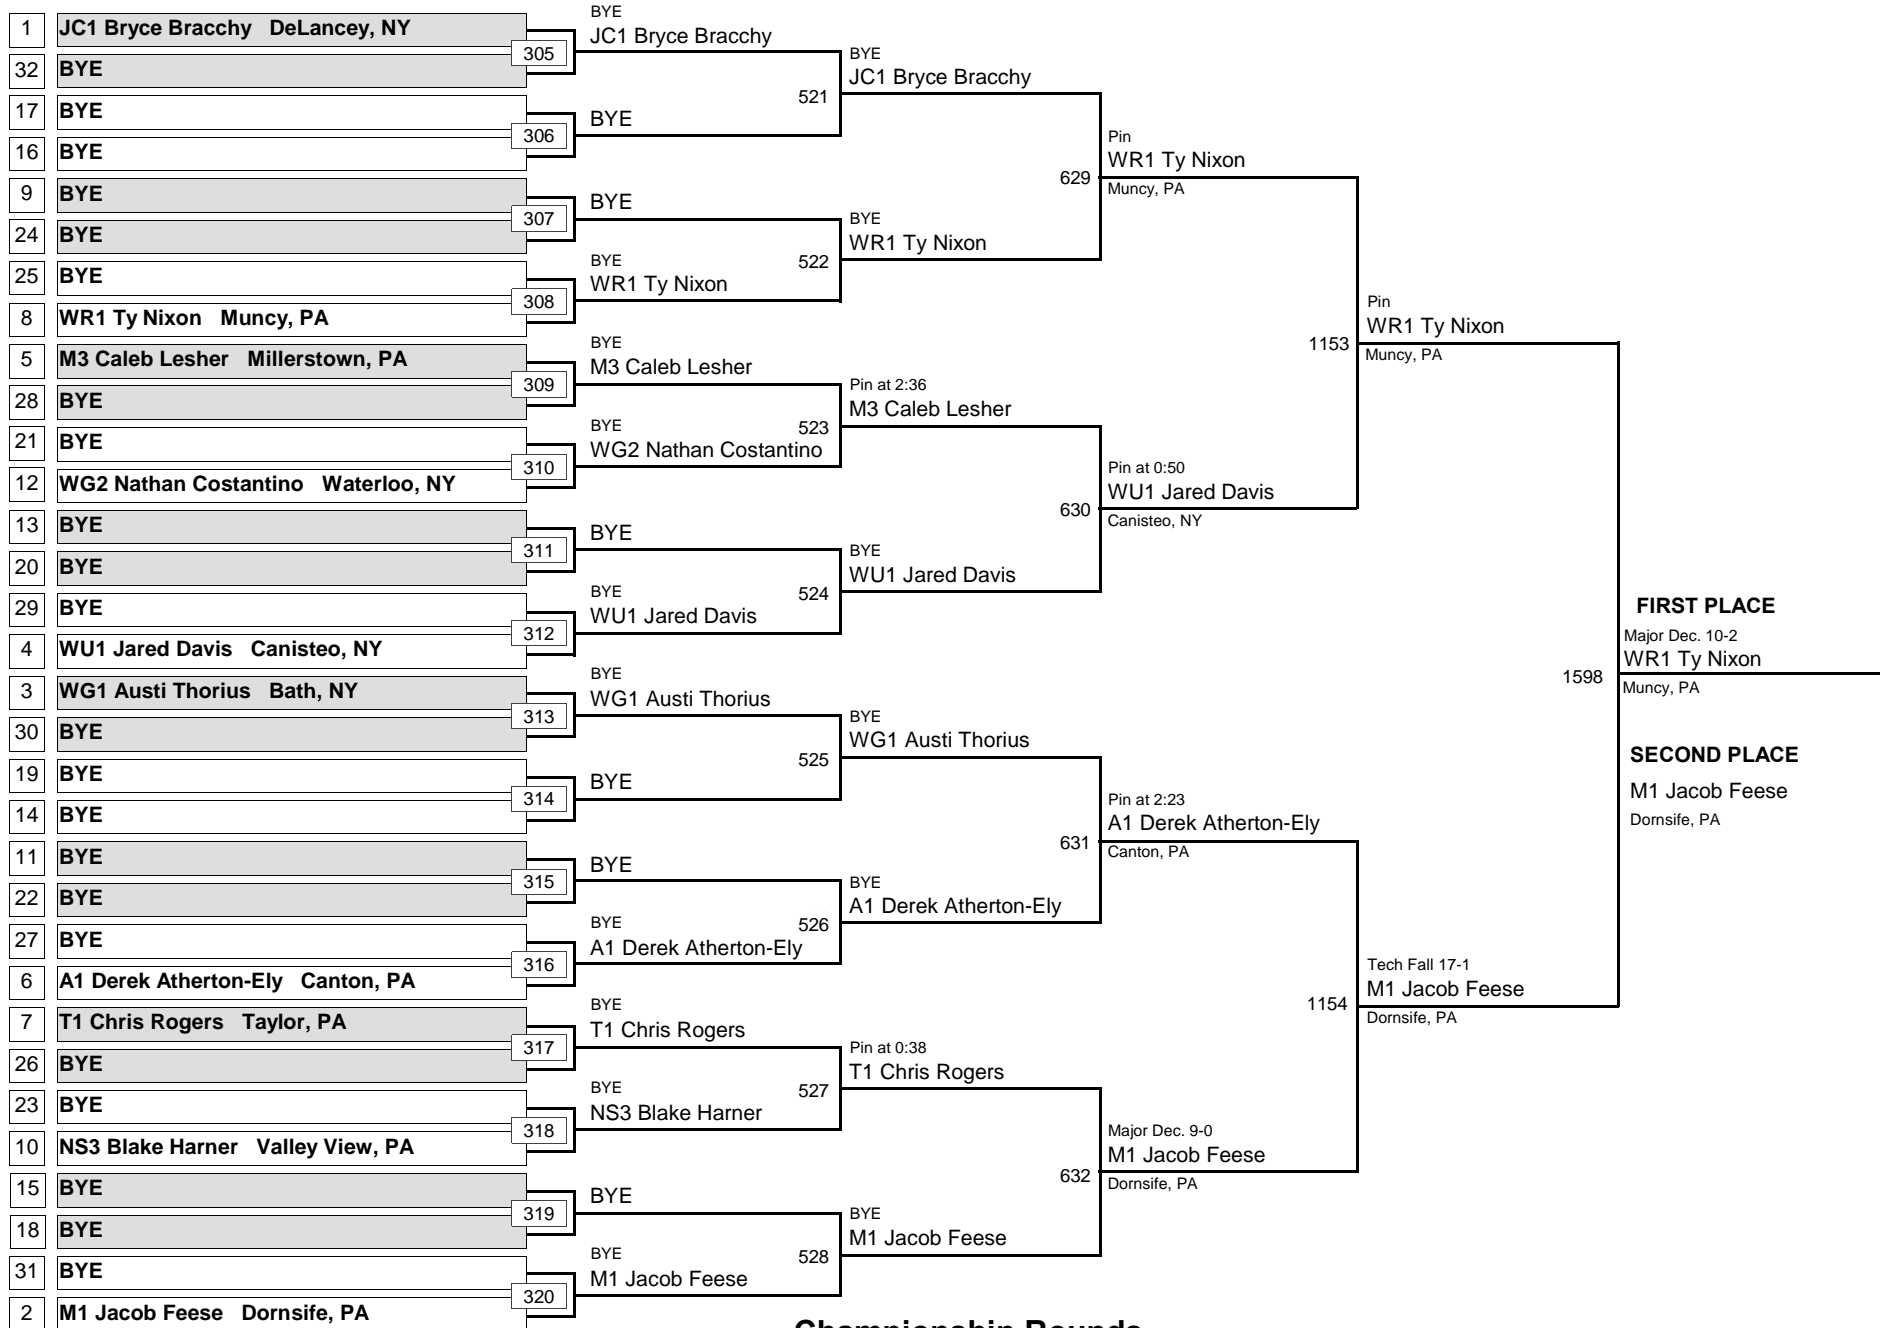 1 JC1 Bryce Bracchy DeLancey, NY
32 BYE
305
17 BYE
16 BYE
306
9 BYE
24 BYE
307
25 BYE
8 WR1 Ty Nixon Muncy, PA
308
5 M3 Caleb Lesher Millerstown, PA
28 BYE
309
21 BYE
12 WG2 Nathan Costantino Waterloo, NY
310
13 BYE
20 BYE
311
29 BYE
4 WU1 Jared Davis Canisteo, NY
312
3 WG1 Austi Thorius Bath, NY
30 BYE
313
19 BYE
14 BYE
314
11 BYE
22 BYE
315
27 BYE
6 A1 Derek Atherton-Ely Canton, PA
316
7 T1 Chris Rogers Taylor, PA
26 BYE
317
23 BYE
10 NS3 Blake Harner Valley View, PA
318
15 BYE
18 BYE
319
31 BYE
2 M1 Jacob Feese Dornsife, PA
320
BYE
JC1 Bryce Bracchy
521
BYE
BYE
522
BYE
WR1 Ty Nixon
BYE
M3 Caleb Lesher
523
BYE
WG2 Nathan Costantino
BYE
524
BYE
WU1 Jared Davis
BYE
WG1 Austi Thorius
525
BYE
BYE
526
BYE
A1 Derek Atherton-Ely
BYE
T1 Chris Rogers
527
BYE
NS3 Blake Harner
BYE
528
BYE
M1 Jacob Feese
BYE
JC1 Bryce Bracchy
629
BYE
WR1 Ty Nixon
Pin at 2:36
M3 Caleb Lesher
630
BYE
WU1 Jared Davis
BYE
WG1 Austi Thorius
631
BYE
A1 Derek Atherton-Ely
Pin at 0:38
T1 Chris Rogers
632
BYE
M1 Jacob Feese
Pin
WR1 Ty Nixon
Muncy, PA
1153
Pin at 0:50
WU1 Jared Davis
Canisteo, NY
Pin at 2:23
A1 Derek Atherton-Ely
Canton, PA
1154
Major Dec. 9-0
M1 Jacob Feese
Dornsife, PA
Pin
WR1 Ty Nixon
Muncy, PA
1598
Tech Fall 17-1
M1 Jacob Feese
Dornsife, PA
FIRST PLACE
Major Dec. 10-2
WR1 Ty Nixon
Muncy, PA
SECOND PLACE
M1 Jacob Feese
Dornsife, PA
Championship Rounds